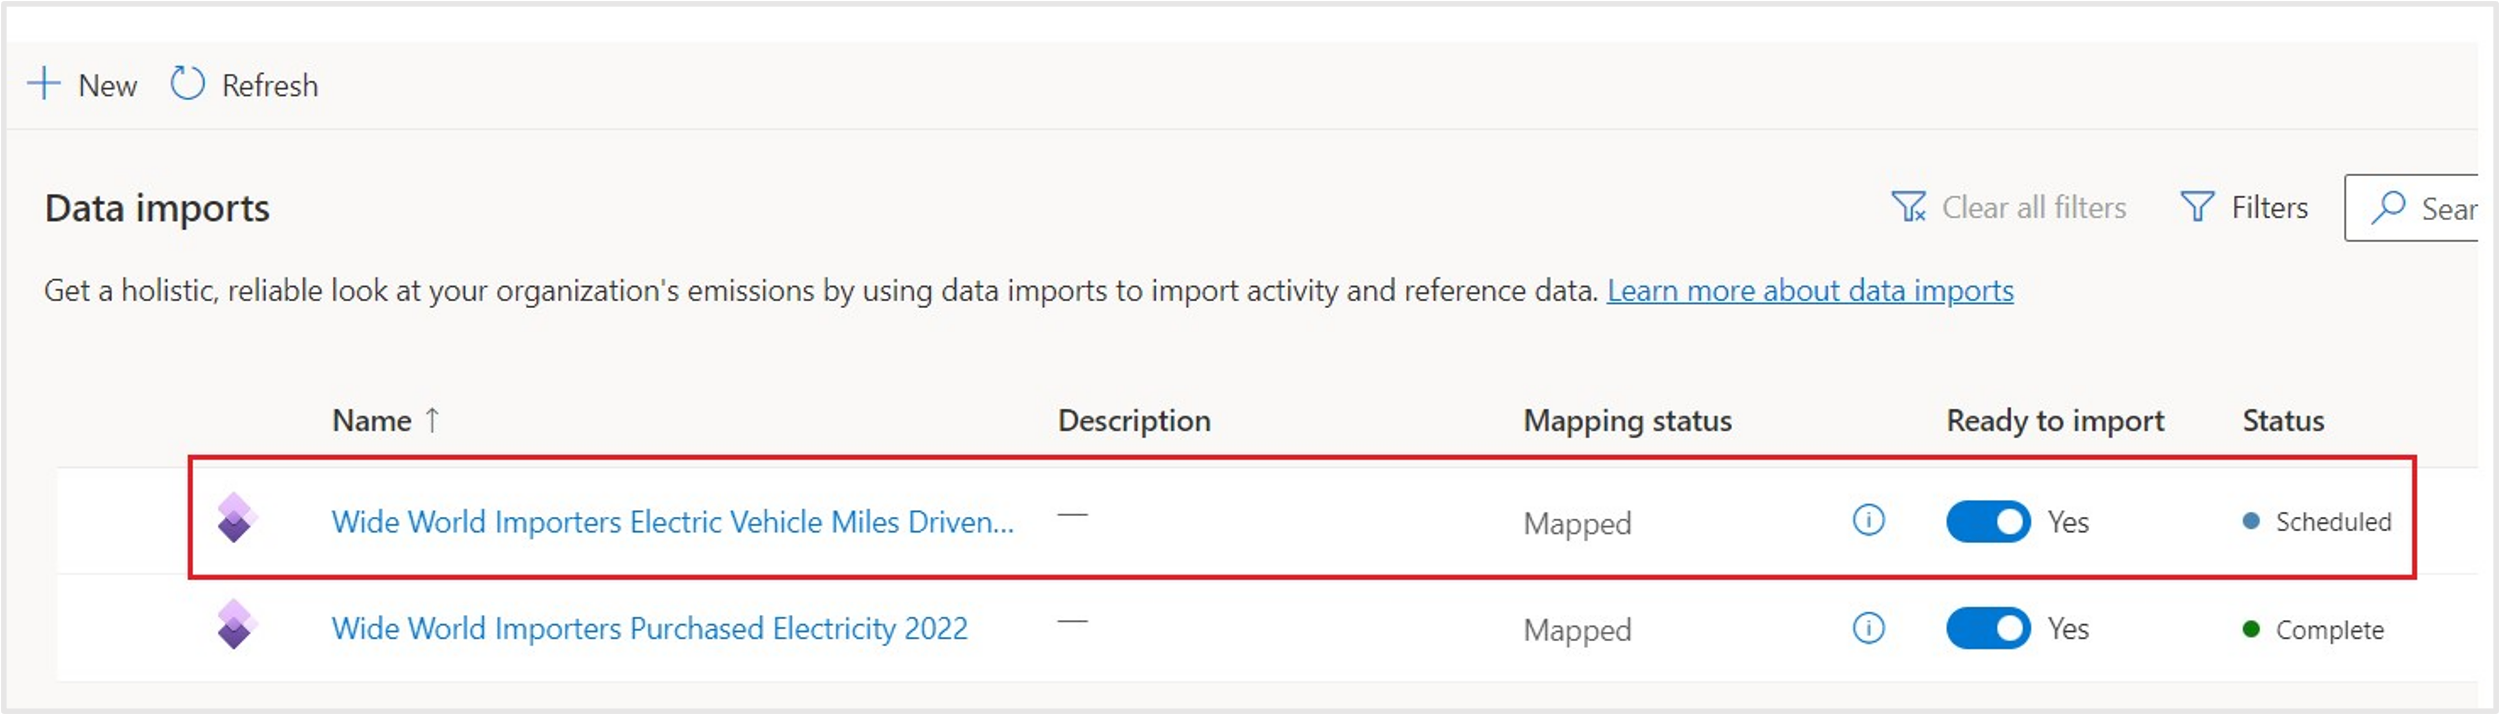 New Refresh
Data imports
Clear all filters Filters Sear
Get a holistic, reliable look at your organization's emissions by using data imports to import activity and reference data. Learn more about data imports
Name ↑ Description Mapping status Ready to import Status
Wide World Importers Electric Vehicle Miles Driven... — Mapped Yes Scheduled
Wide World Importers Purchased Electricity 2022 — Mapped Yes Complete